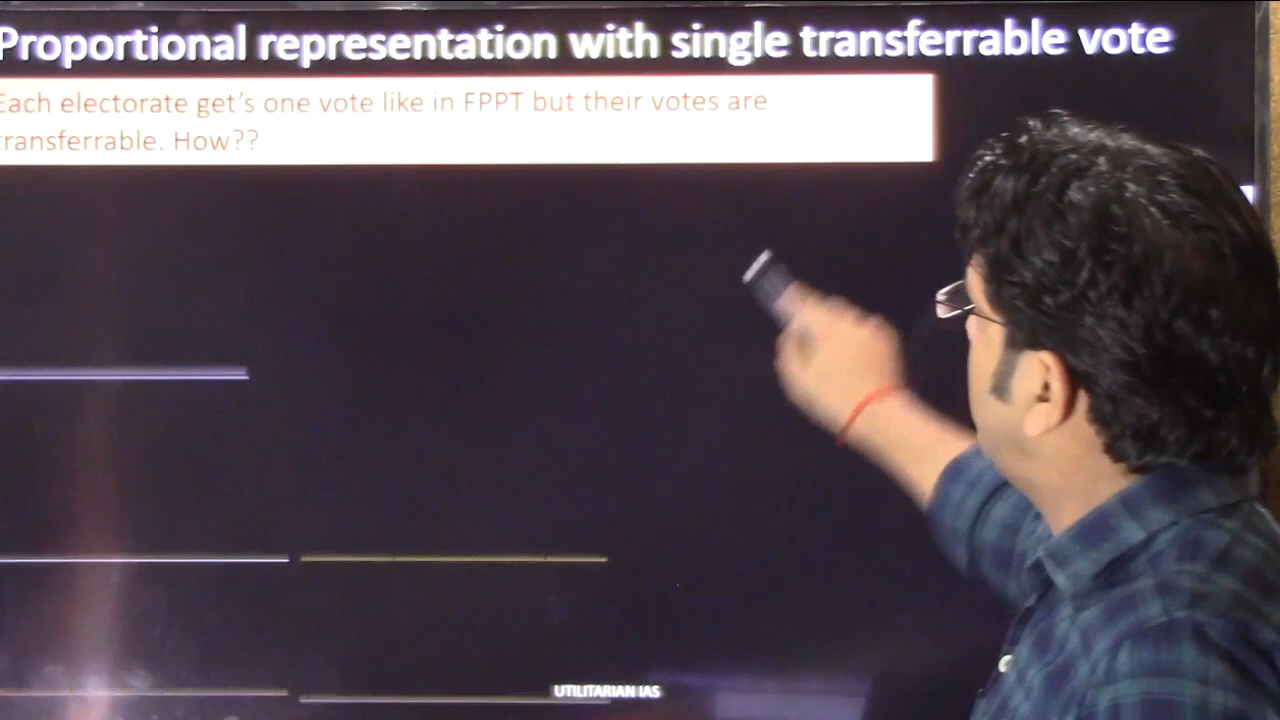 Proportional representation with single transferrable vote
Each electorate get's one vote like in FPPT but their votes are
transferrable. How??
UTILITARIAN IAS